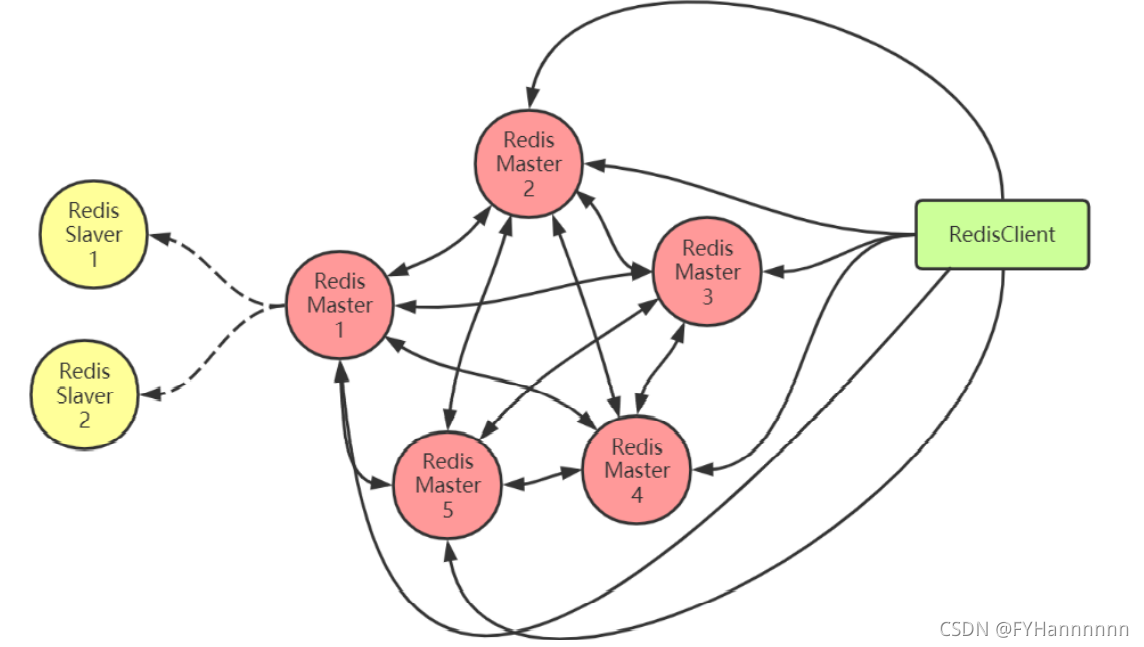 Redis
Master
2
Redis
Slaver
1
RedisClient
Redis
Master
3
Redis
Master
1
Redis
Slaver
2
Redis
Master
5
Redis
Master
4
CSDN @FYHannnnnn